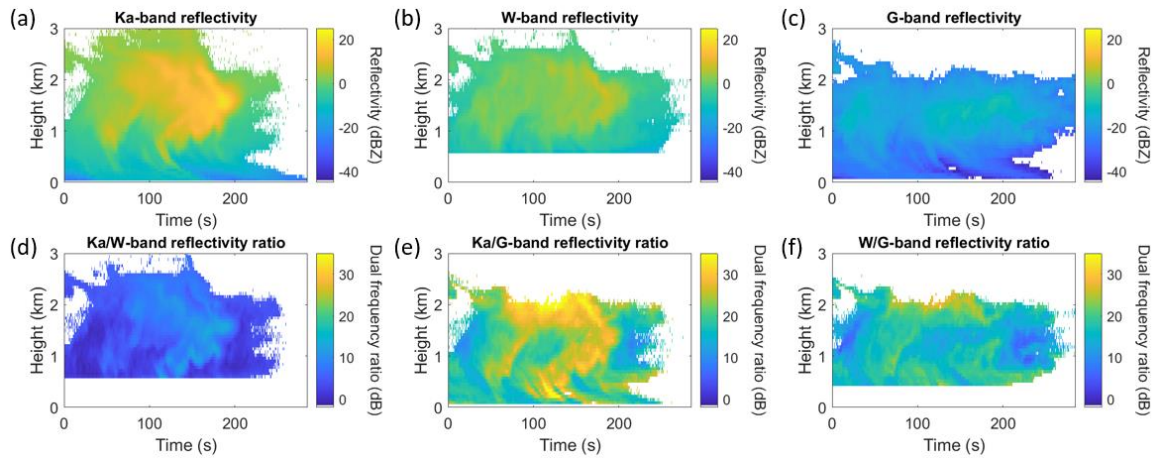 (a) Ka-band reflectivity
3
2
1
0
Height (km)
0 100 200
Time (s)
20
0
-20
-40
Reflectivity (dBZ)
(b) W-band reflectivity
3
2
1
0
Height (km)
0 100 200
Time (s)
20
0
-20
-40
Reflectivity (dBZ)
(c) G-band reflectivity
3
2
1
0
Height (km)
0 100 200
Time (s)
20
0
-20
-40
Reflectivity (dBZ)
(d) Ka/W-band reflectivity ratio
3
2
1
0
Height (km)
0 100 200
Time (s)
30
20
10
0
Dual frequency ratio (dB)
(e) Ka/G-band reflectivity ratio
3
2
1
0
Height (km)
0 100 200
Time (s)
30
20
10
0
Dual frequency ratio (dB)
(f) W/G-band reflectivity ratio
3
2
1
0
Height (km)
0 100 200
Time (s)
30
20
10
0
Dual frequency ratio (dB)